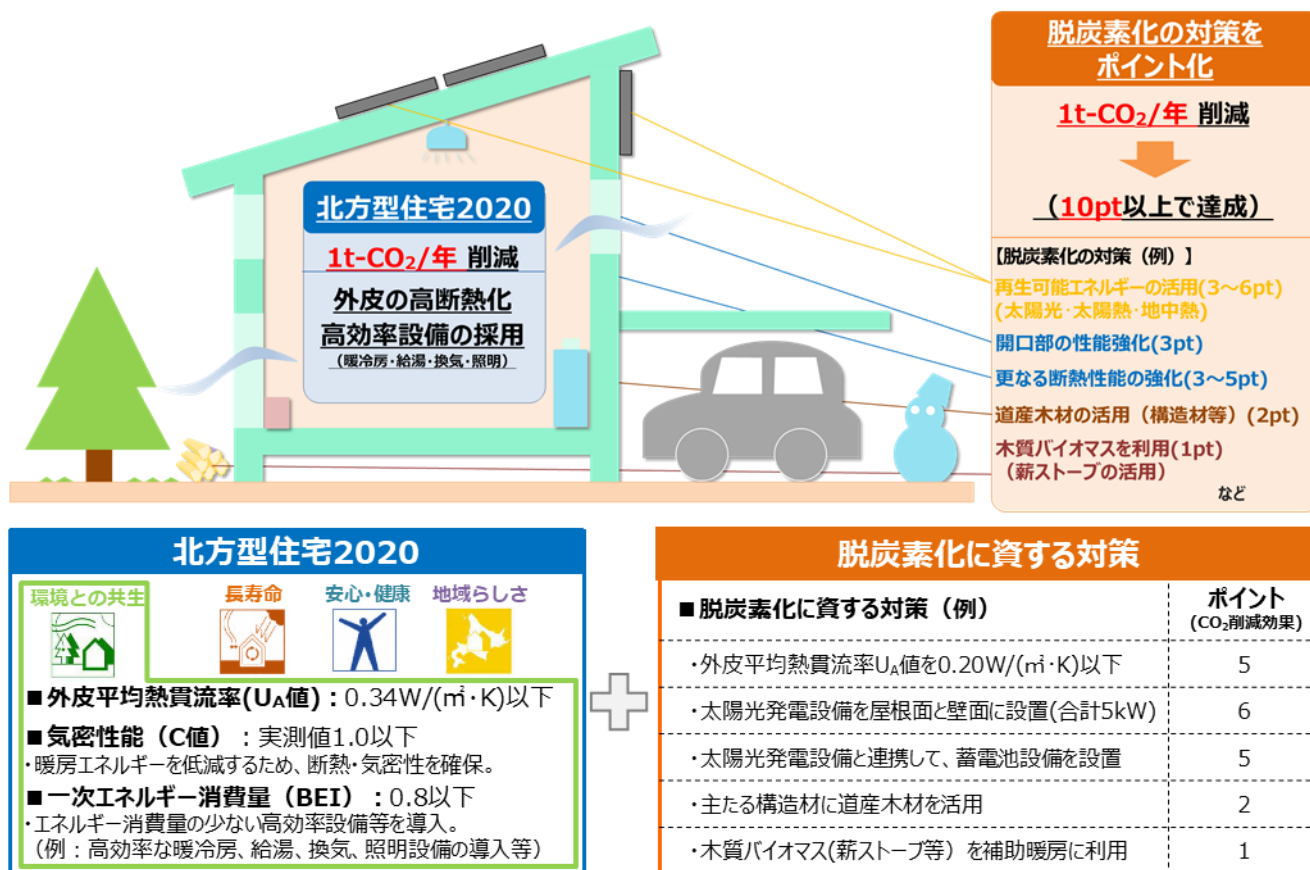 脱炭素化の対策を
ポイント化
1t-CO₂/年 削減
（10pt以上で達成）
【脱炭素化の対策（例）】
再生可能エネルギーの活用(3～6pt)
(太陽光･太陽熱･地中熱)
開口部の性能強化(3pt)
更なる断熱性能の強化(3～5pt)
道産木材の活用（構造材等）(2pt)
木質バイオマスを利用(1pt)
（薪ストーブの活用）
など
北方型住宅2020
1t-CO₂/年 削減
外皮の高断熱化
高効率設備の採用
（暖冷房･給湯･換気･照明）
北方型住宅2020
環境との共生
長寿命
安心･健康
地域らしさ
■外皮平均熱貫流率(UA値)：0.34W/(㎡･K)以下
■気密性能（C値）：実測値1.0以下
･暖房エネルギーを低減するため、断熱･気密性を確保。
■一次エネルギー消費量（BEI）：0.8以下
･エネルギー消費量の少ない高効率設備等を導入。
（例：高効率な暖冷房、給湯、換気、照明設備の導入等）
脱炭素化に資する対策
■脱炭素化に資する対策（例）
ポイント
(CO₂削減効果)
･外皮平均熱貫流率UA値を0.20W/(㎡･K)以下 5
･太陽光発電設備を屋根面と壁面に設置(合計5kW) 6
･太陽光発電設備と連携して、蓄電池設備を設置 5
･主たる構造材に道産木材を活用 2
･木質バイオマス(薪ストーブ等）を補助暖房に利用 1